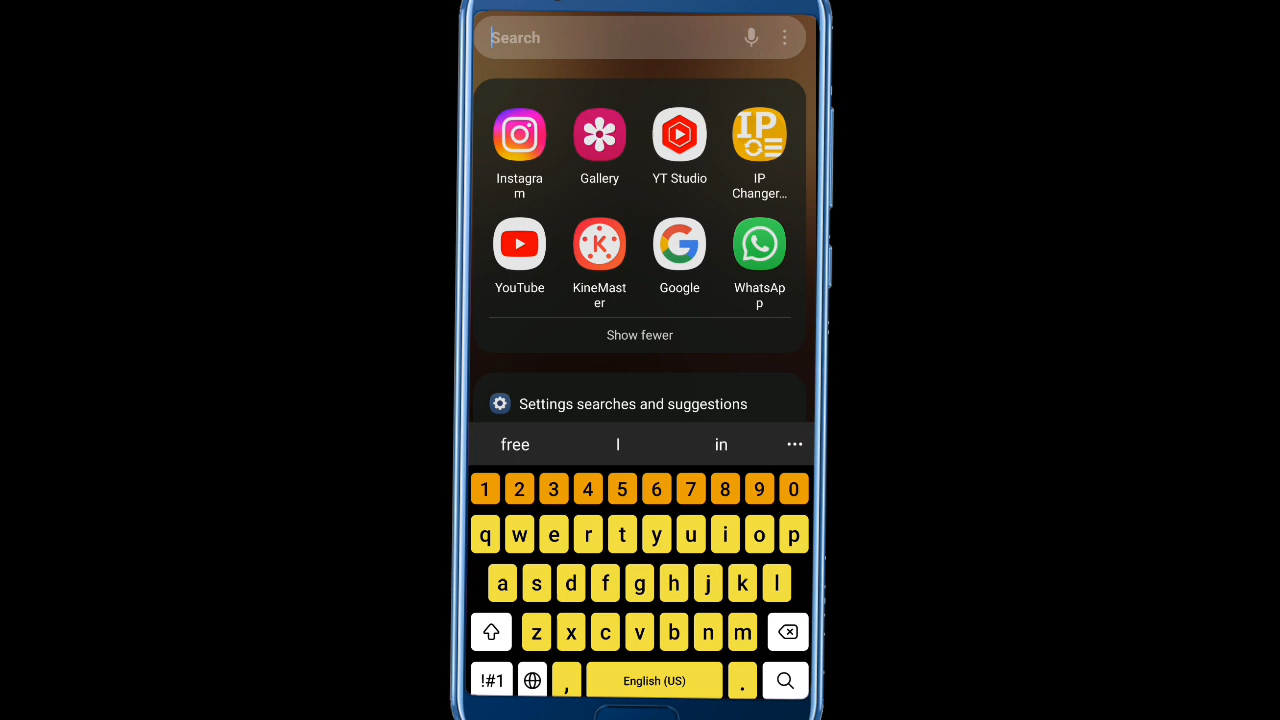 Search
IP
Instagra
m
Gallery
YT Studio
IP
Changer...
K
G
YouTube
KineMast
er
Google
WhatsAp
p
Show fewer
Settings searches and suggestions
free I in ...
1 2 3 4 5 6 7 8 9 0
q w e r t y u i o p
a s d f g h j k l
z x c v b n m
!#1 , English (US) .